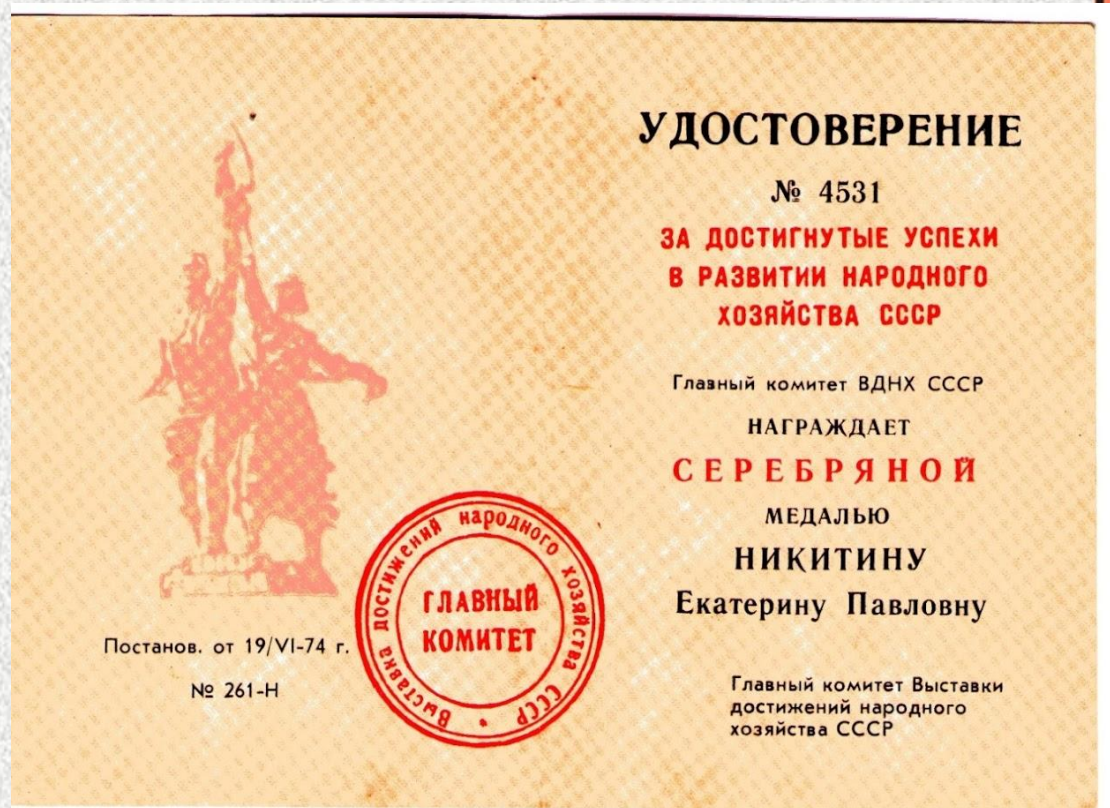 Постанов. от 19/VI-74 г.
№ 261-Н
Выставка достижений народного хозяйства СССР
ГЛАВНЫЙ
КОМИТЕТ
УДОСТОВЕРЕНИЕ
№ 4531
ЗА ДОСТИГНУТЫЕ УСПЕХИ
В РАЗВИТИИ НАРОДНОГО
ХОЗЯЙСТВА СССР
Главный комитет ВДНХ СССР
НАГРАЖДАЕТ
СЕРЕБРЯНОЙ
МЕДАЛЬЮ
НИКИТИНУ
Екатерину Павловну
Главный комитет Выставки
достижений народного
хозяйства СССР